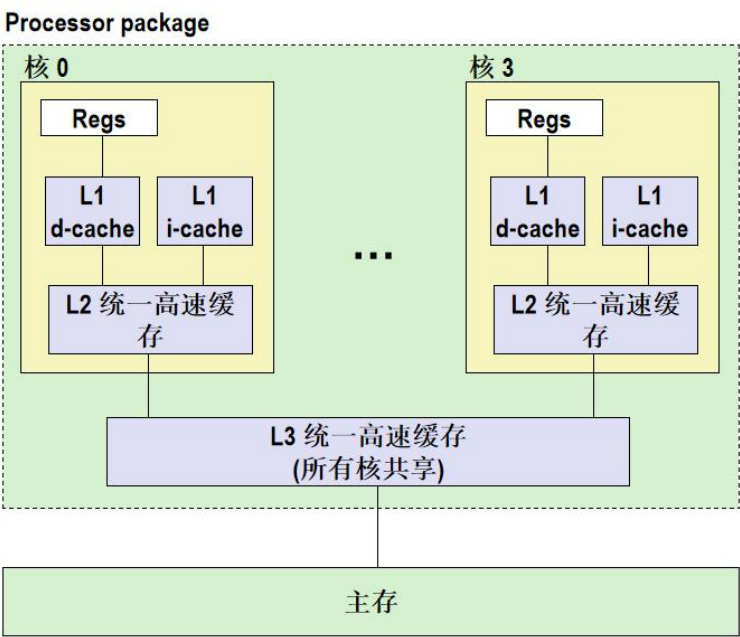 Processor package
核 0
核 3
Regs
Regs
L1
d-cache
L1
i-cache
L1
d-cache
L1
i-cache
...
L2 统一高速缓
存
L2 统一高速缓
存
L3 统一高速缓存
(所有核共享)
主存